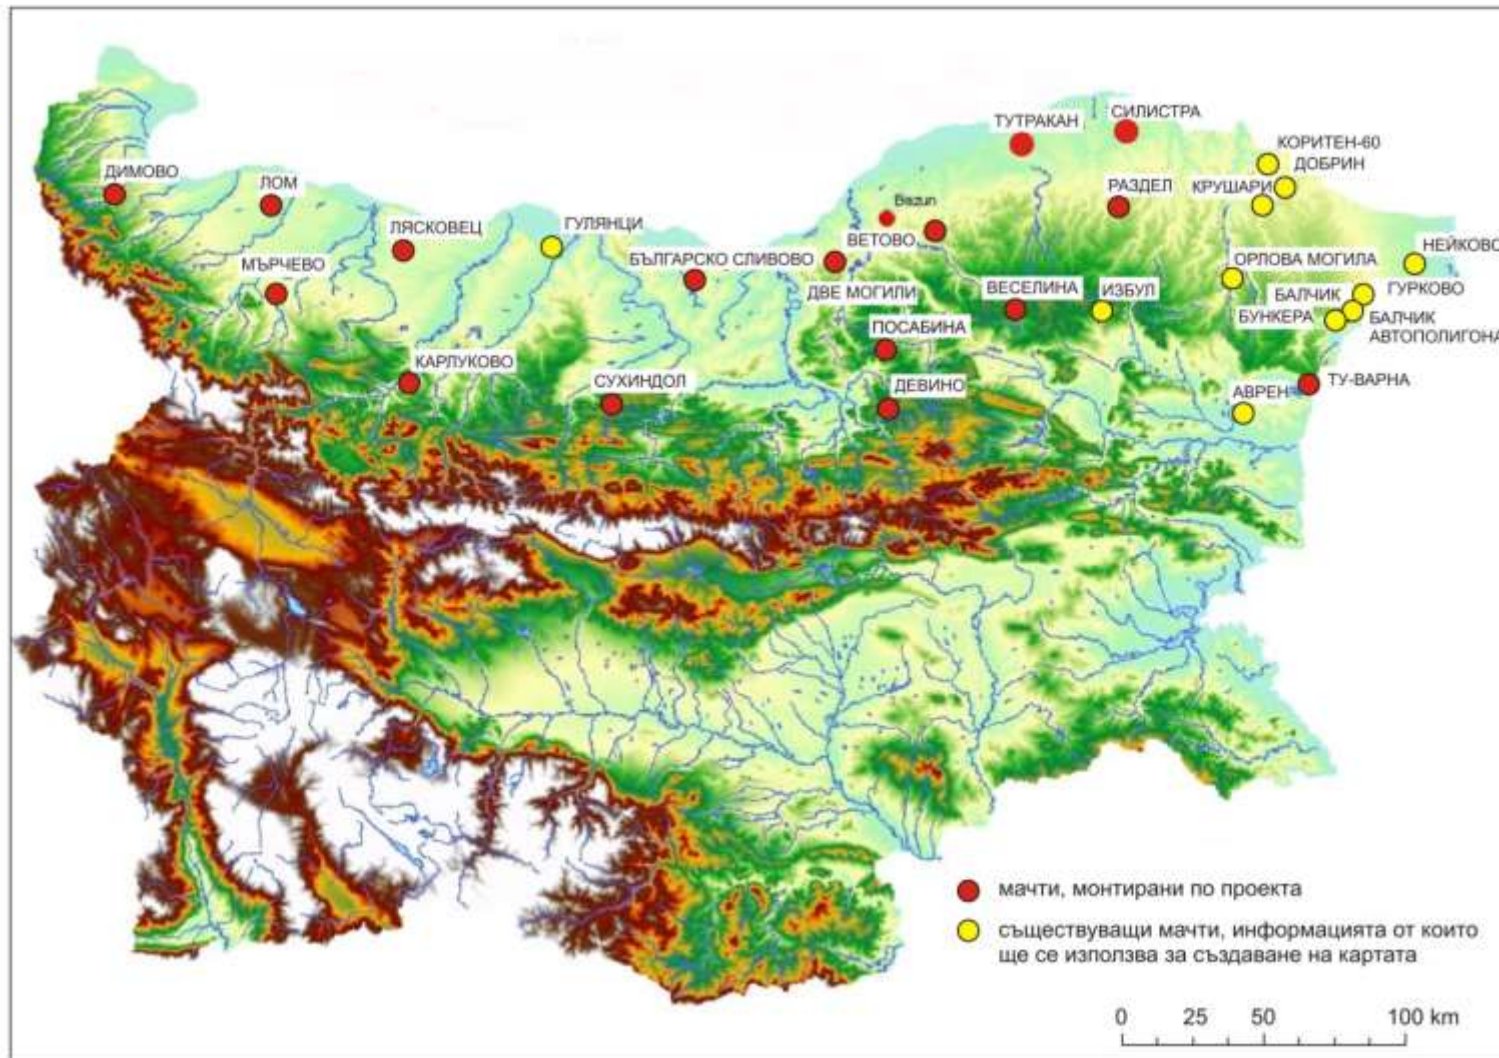 СИЛИСТРА
ТУТРАКАН
КОРИТЕН-60
ДОБРИН
ДИМОВО
ЛОМ
РАЗДЕЛ
КРУШАРИ
Bazun
ЛЯСКОВЕЦ
ГУЛЯНЦИ
ВЕТОВО
НЕЙКОВО
БЪЛГАРСКО СЛИВОВО
ОРЛОВА МОГИЛА
МЪРЧЕВО
ДВЕ МОГИЛИ
ВЕСЕЛИНА
ИЗБУЛ
БАЛЧИК
БУНКЕРА
ГУРКОВО
БАЛЧИК
АВТОПОЛИГОНА
ПОСАБИНА
КАРЛУКОВО
СУХИНДОЛ
ДЕВИНО
ТУ-ВАРНА
АВРЕН
мачти, монтирани по проекта
съществуващи мачти, информацията от които
ще се използва за създаване на картата
0 25 50 100 km